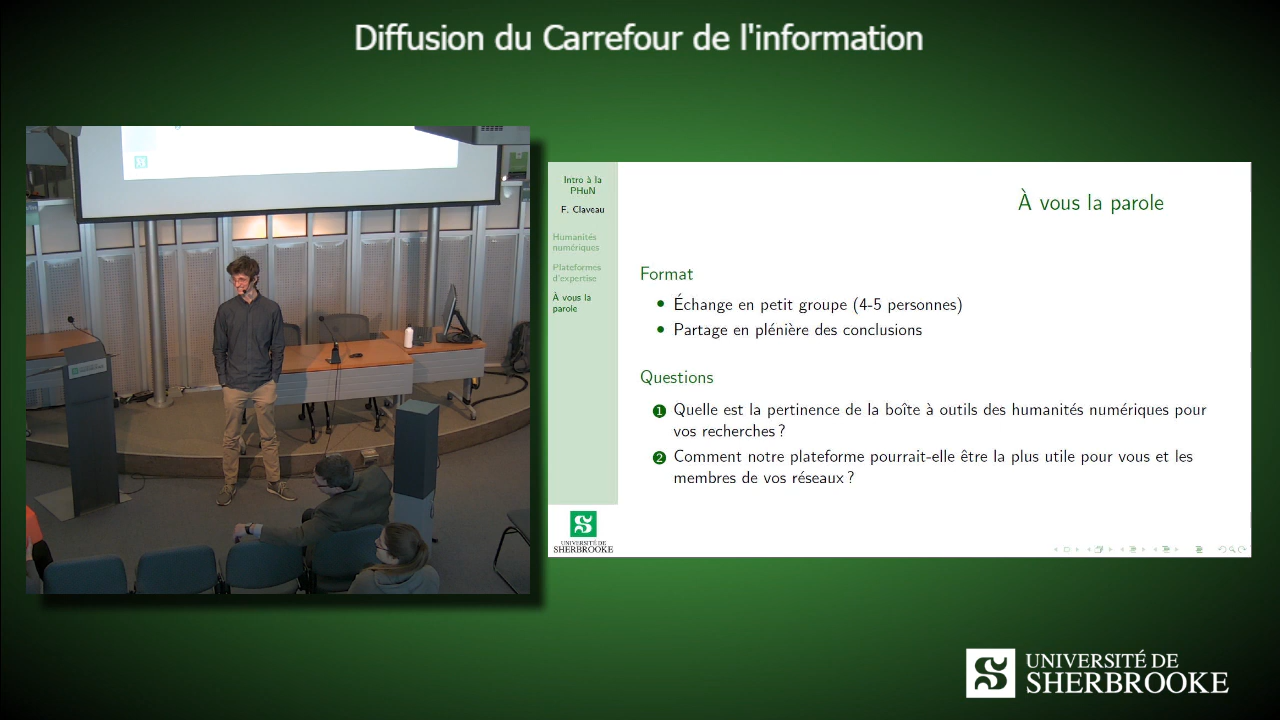 Diffusion du Carrefour de l'information
Intro à la
PHuN
F. Claveau
Humanités
numériques
Plateformes
d'expertise
À vous la
parole
À vous la parole
Format
• Échange en petit groupe (4-5 personnes)
• Partage en plénière des conclusions
Questions
1 Quelle est la pertinence de la boîte à outils des humanités numériques pour
vos recherches ?
2 Comment notre plateforme pourrait-elle être la plus utile pour vous et les
membres de vos réseaux ?
UNIVERSITÉ DE
SHERBROOKE
UNIVERSITÉ DE
SHERBROOKE